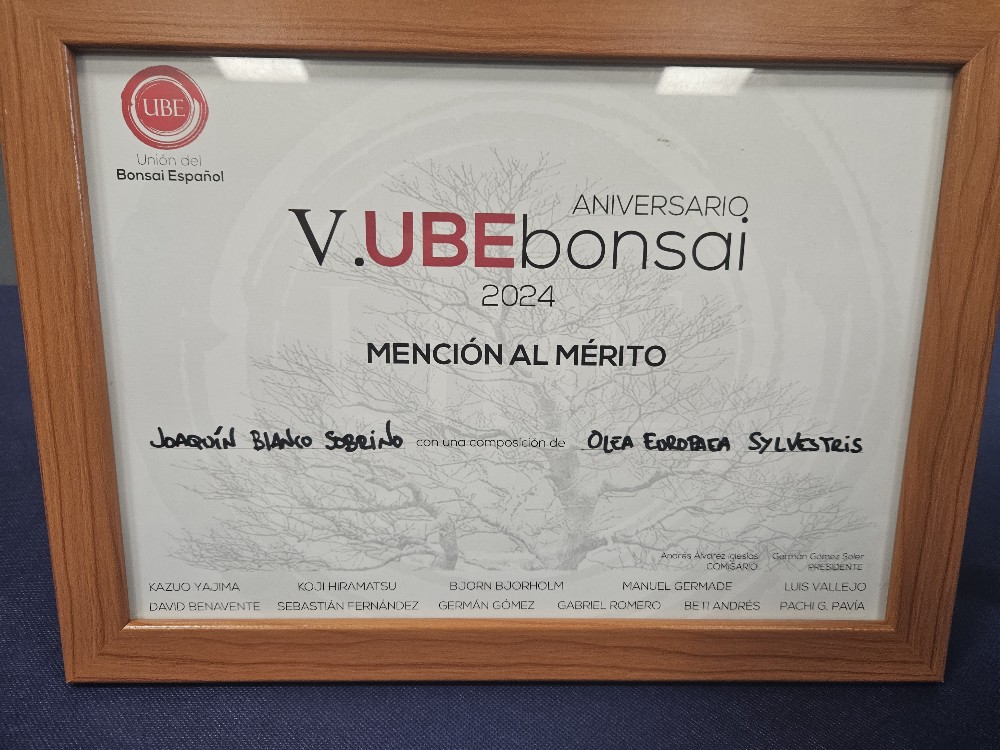 UBE
Unión del
Bonsai Español
ANIVERSARIO
V.UBEbonsai
2024
MENCIÓN AL MÉRITO
JOAQUÍN BLANCO SOBRINO con una composición de OLEA EUROPAEA SYLVESTRIS
Andrés Álvarez Iglesias Germán Gómez Soler
COMISARIO PRESIDENTE
KAZUO YAJIMA KOJI HIRAMATSU BJORN BJORHOLM MANUEL GERMADE LUIS VALLEJO
DAVID BENAVENTE SEBASTIÁN FERNÁNDEZ GERMÁN GÓMEZ GABRIEL ROMERO BETI ANDRÉS PACHI G. PAVÍA